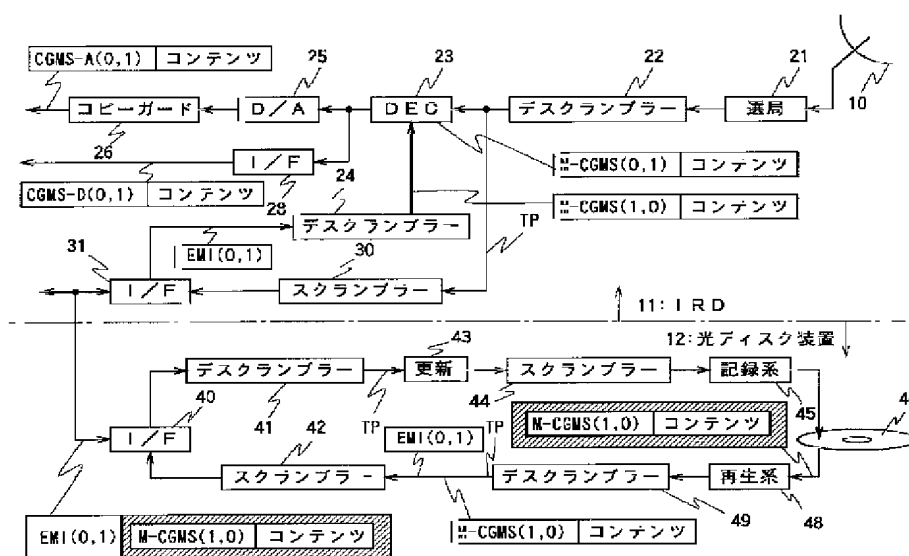 CGMS-A(0,1) コンテンツ
25
23
22
21
コピーガード
D/A
DEC
デスクランブラー
選局
10
26
I/F
24
M-CGMS(0,1) コンテンツ
CGMS-D(0,1) コンテンツ
M-CGMS(1,0) コンテンツ
デスクランブラー
TP
31
EMI(0,1)
30
I/F
スクランブラー
11:IRD
12:光ディスク装置
43
デスクランブラー
更新
スクランブラー
記録系
40
41
TP
44
45
I/F
42
EMI(0,1)
TP
M-CGMS(1,0) コンテンツ
スクランブラー
デスクランブラー
再生系
49
48
M-CGMS(1,0) コンテンツ
EMI(0,1) M-CGMS(1,0) コンテンツ